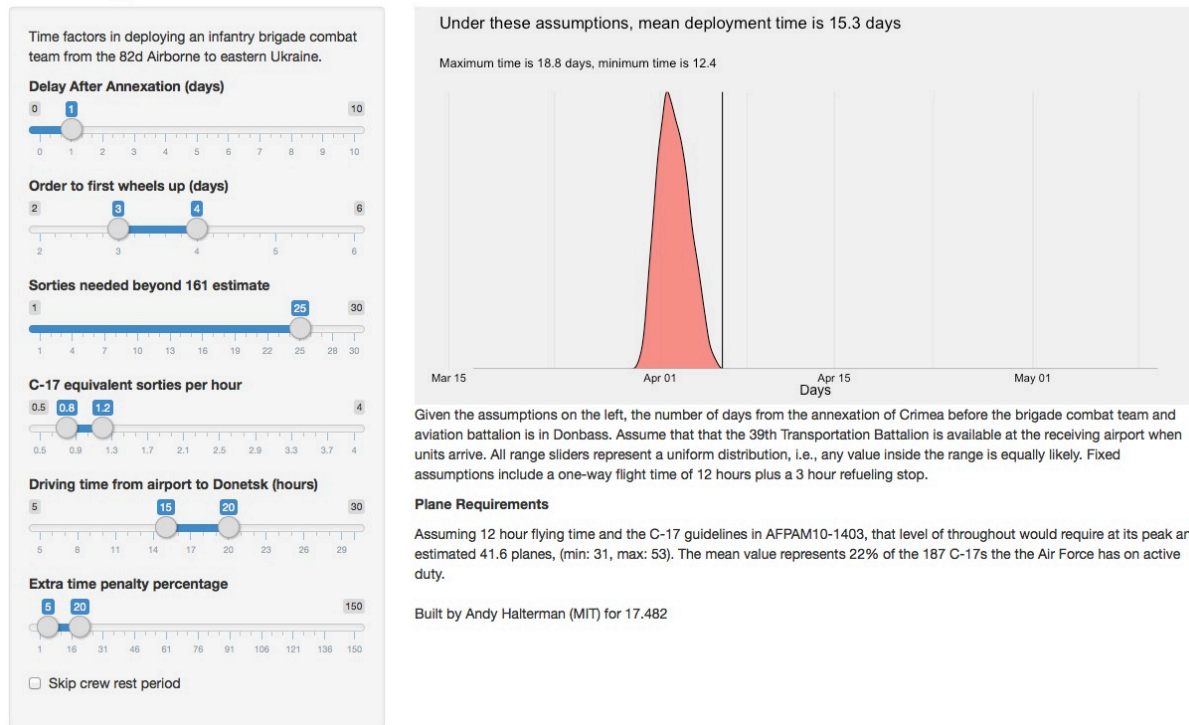 Time factors in deploying an infantry brigade combat
team from the 82d Airborne to eastern Ukraine.
Delay After Annexation (days)
0 1 10
0 1 2 3 4 5 6 7 8 9 10
Order to first wheels up (days)
2 3 4 6
2 3 4 5 6
Sorties needed beyond 161 estimate
1 25 30
1 4 7 10 13 16 19 22 25 28 30
C-17 equivalent sorties per hour
0.5 0.8 1.2 4
0.5 0.9 1.3 1.7 2.1 2.5 2.9 3.3 3.7 4
Driving time from airport to Donetsk (hours)
5 15 20 30
5 8 11 14 17 20 23 26 29
Extra time penalty percentage
5 20 150
1 16 31 46 61 76 91 106 121 136 150
Skip crew rest period
Under these assumptions, mean deployment time is 15.3 days
Maximum time is 18.8 days, minimum time is 12.4
Mar 15 Apr 01 Apr 15 May 01
Days
Given the assumptions on the left, the number of days from the annexation of Crimea before the brigade combat team and
aviation battalion is in Donbass. Assume that that the 39th Transportation Battalion is available at the receiving airport when
units arrive. All range sliders represent a uniform distribution, i.e., any value inside the range is equally likely. Fixed
assumptions include a one-way flight time of 12 hours plus a 3 hour refueling stop.
Plane Requirements
Assuming 12 hour flying time and the C-17 guidelines in AFPAM10-1403, that level of throughout would require at its peak an
estimated 41.6 planes, (min: 31, max: 53). The mean value represents 22% of the 187 C-17s the the Air Force has on active
duty.
Built by Andy Halterman (MIT) for 17.482